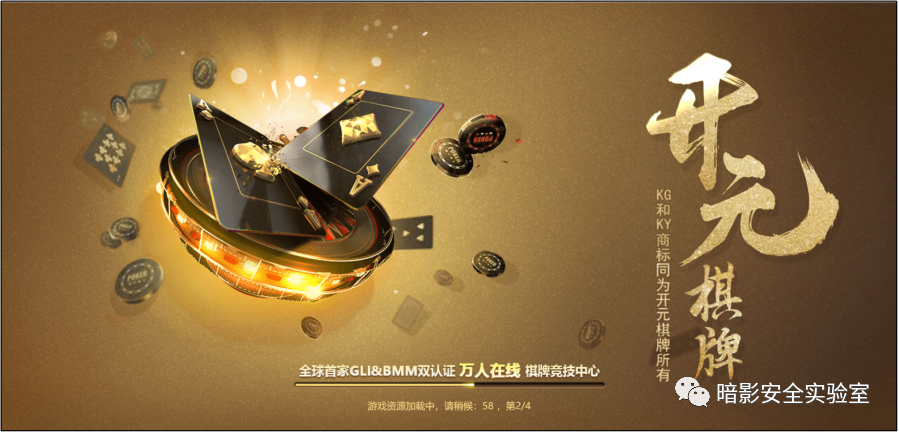 开元
棋牌
KG和KY商标同为开元棋牌所有
全球首家GLI&BMM双认证 万人在线 棋牌竞技中心
游戏资源加载中，请稍候：58 ，第2/4
暗影安全实验室